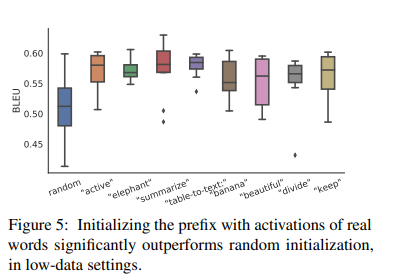 0.60
0.55
BLEU
0.50
0.45
random
"active"
"elephant"
"summarize"
"table-to-text:"
"banana"
"beautiful"
"divide"
"keep"
Figure 5: Initializing the prefix with activations of real
words significantly outperforms random initialization,
in low-data settings.